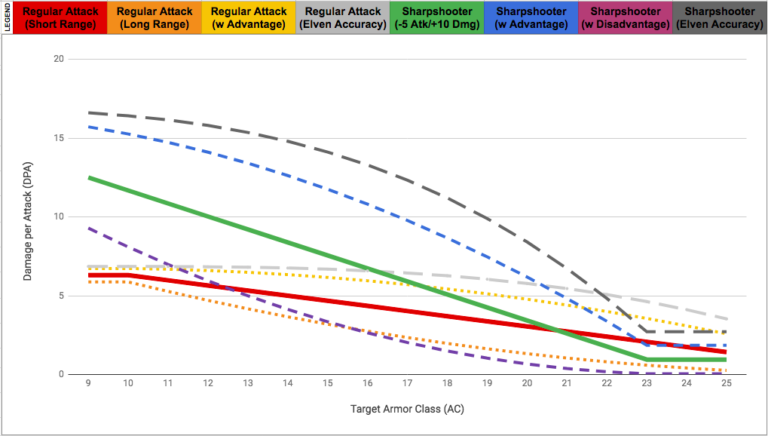 LEGEND
Regular Attack Regular Attack Regular Attack Regular Attack Sharpshooter Sharpshooter Sharpshooter Sharpshooter
(Short Range) (Long Range) (w Advantage) (Elven Accuracy) (-5 Atk/+10 Dmg) (w Advantage) (w Disadvantage) (Elven Accuracy)
20
15
10
5
0
Damage per Attack (DPA)
9 10 11 12 13 14 15 16 17 18 19 20 21 22 23 24 25
Target Armor Class (AC)